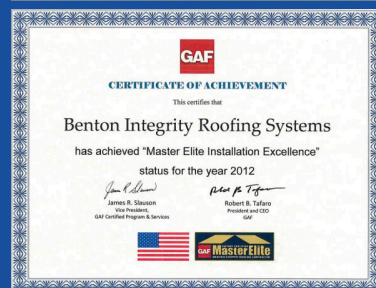 GAF
CERTIFICATE OF ACHIEVEMENT
This certifies that
Benton Integrity Roofing Systems
has achieved “Master Elite Installation Excellence”
status for the year 2012
James R. Slauson
Robert B. Tafaro
Vice President,
President and CEO
GAF Certified Program & Services
GAF
GAF MasterElite